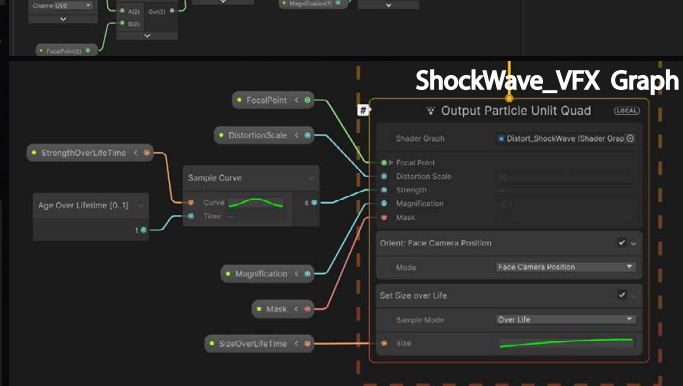 Channel UV0
A(2)
Out(2)
B(2)
Magnification(1)
FocalPoint(2)
ShockWave_VFX Graph
FocalPoint
# Output Particle Unlit Quad LOCAL
DistortionScale
Shader Graph Distort_ShockWave (Shader Grap
StrengthOverLifeTime
Focal Point
Sample Curve
Distortion Scale
Strength
Age Over Lifetime [0..1]
Curve
s
Magnification
Time
Mask
t
Orient: Face Camera Position
Magnification
Mode Face Camera Position
Set Size over Life
Mask
Sample Mode Over Life
SizeOverLifeTime
Size